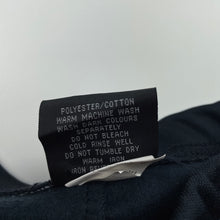 POLYESTER/COTTON
WARM MACHINE WASH
WASH DARK COLOURS
SEPARATELY
DO NOT BLEACH
COLD RINSE WELL
DO NOT TUMBLE DRY
WARM IRON
IRON